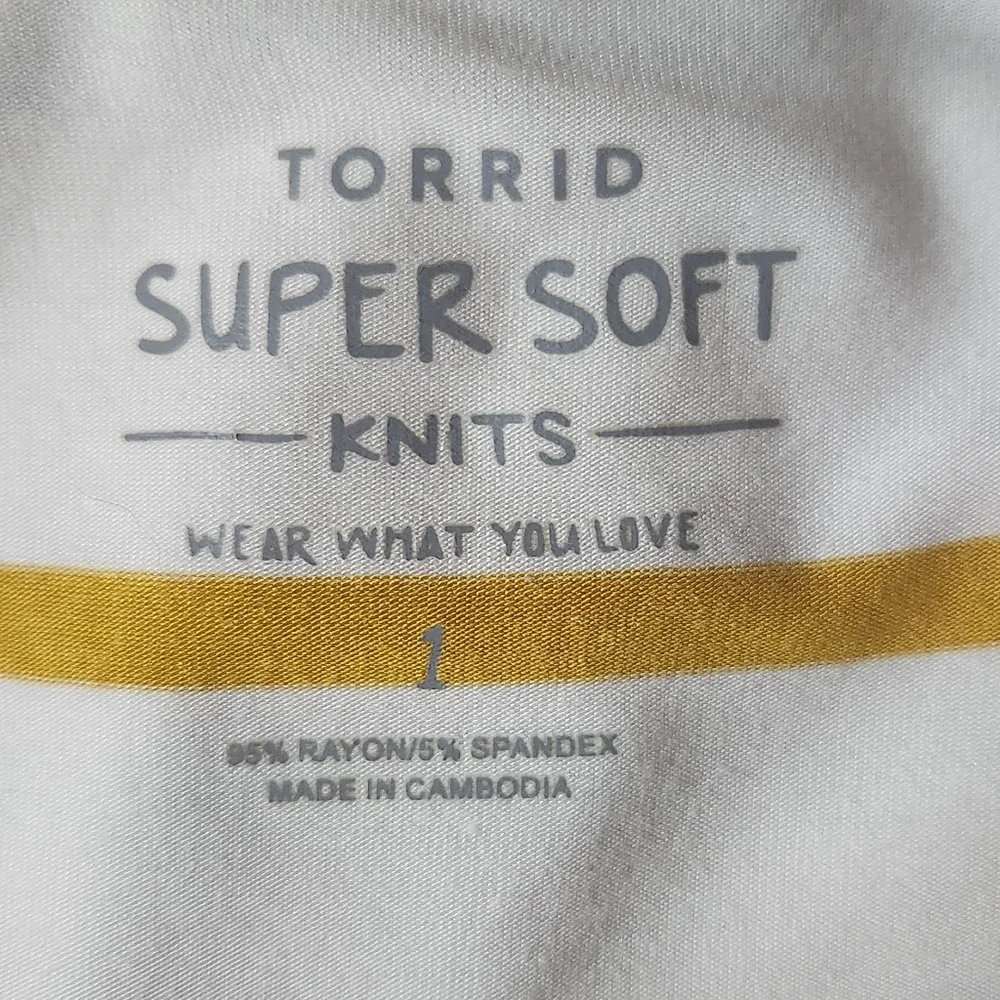 TORRID
SUPER SOFT
KNITS
WEAR WHAT YOU LOVE
1
95% RAYON/5% SPANDEX
MADE IN CAMBODIA